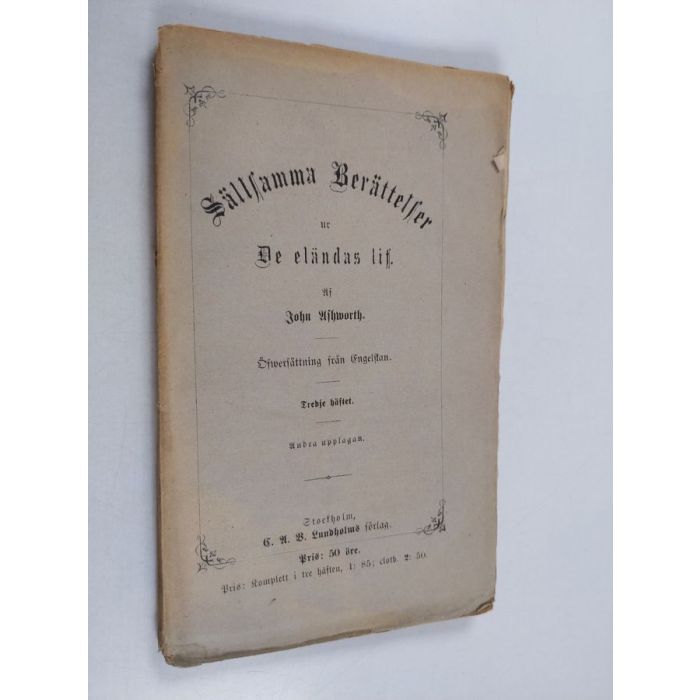 Sällsamma Berättelser
ur
De eländas lif.
Af
John Ashworth.
Öfwersättning från Engelskan.
Tredje häftet.
Andra upplagan.
Stockholm,
C. A. V. Lundholms förlag.
Pris: 50 öre.
Pris: Komplett i tre häften, 1: 85; cloth. 2: 50.